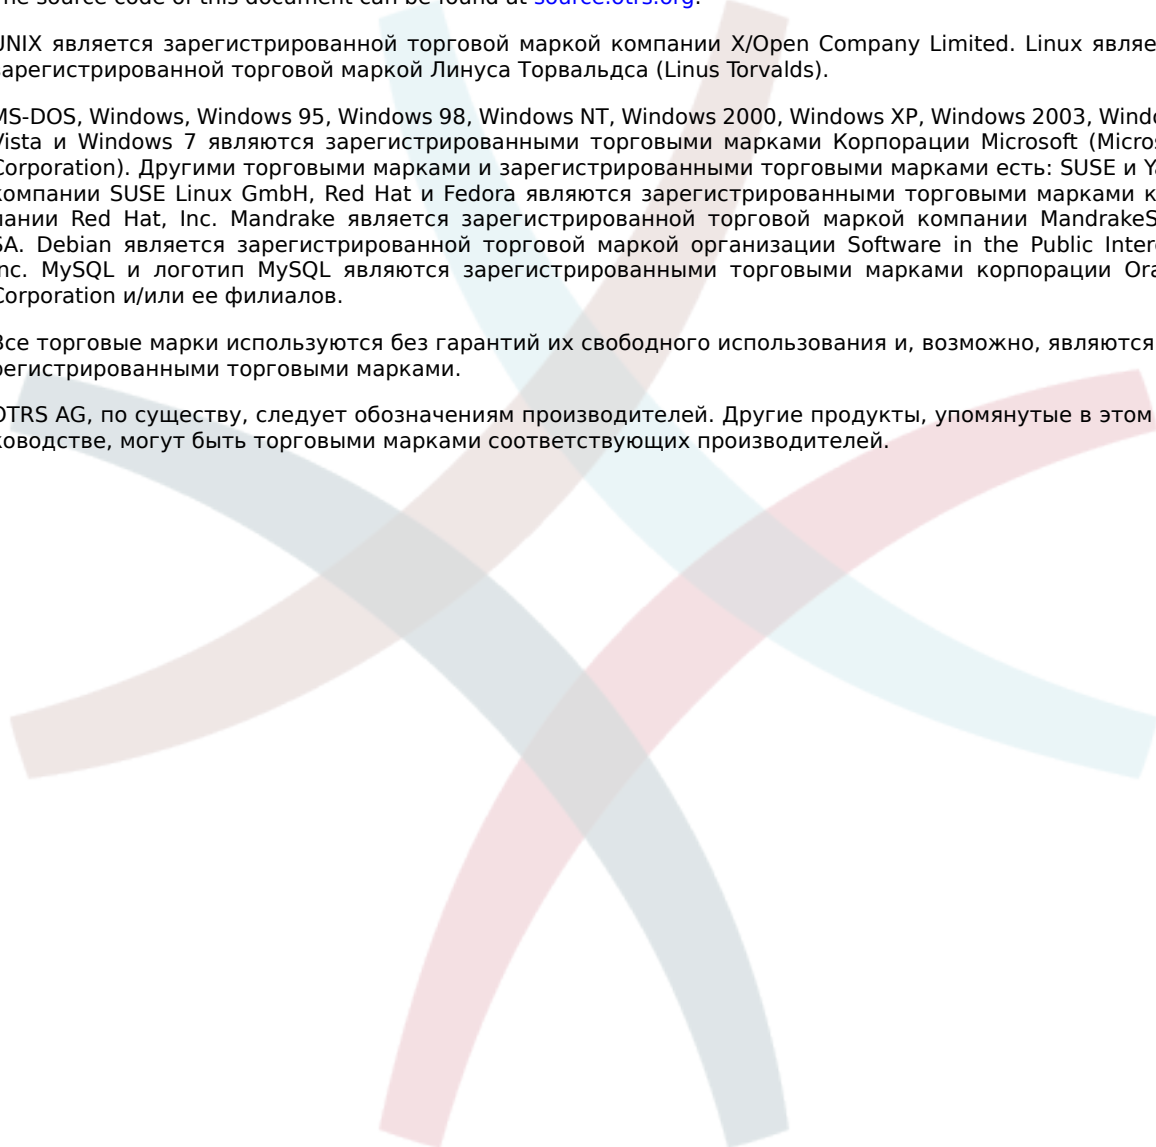 The source code of this document can be found at source.otrs.org.
UNIX является зарегистрированной торговой маркой компании X/Open Company Limited. Linux являе
зарегистрированной торговой маркой Линуса Торвальдса (Linus Torvalds).
MS-DOS, Windows, Windows 95, Windows 98, Windows NT, Windows 2000, Windows XP, Windows 2003, Windo
Vista и Windows 7 являются зарегистрированными торговыми марками Корпорации Microsoft (Micros
Corporation). Другими торговыми марками и зарегистрированными торговыми марками есть: SUSE и Y
компании SUSE Linux GmbH, Red Hat и Fedora являются зарегистрированными торговыми марками к
пании Red Hat, Inc. Mandrake является зарегистрированной торговой маркой компании MandrakeS
SA. Debian является зарегистрированной торговой маркой организации Software in the Public Inter
Inc. MySQL и логотип MySQL являются зарегистрированными торговыми марками корпорации Ora
Corporation и/или ее филиалов.
Все торговые марки используются без гарантий их свободного использования и, возможно, являются
регистрированными торговыми марками.
OTRS AG, по существу, следует обозначениям производителей. Другие продукты, упомянутые в этом
ководстве, могут быть торговыми марками соответствующих производителей.